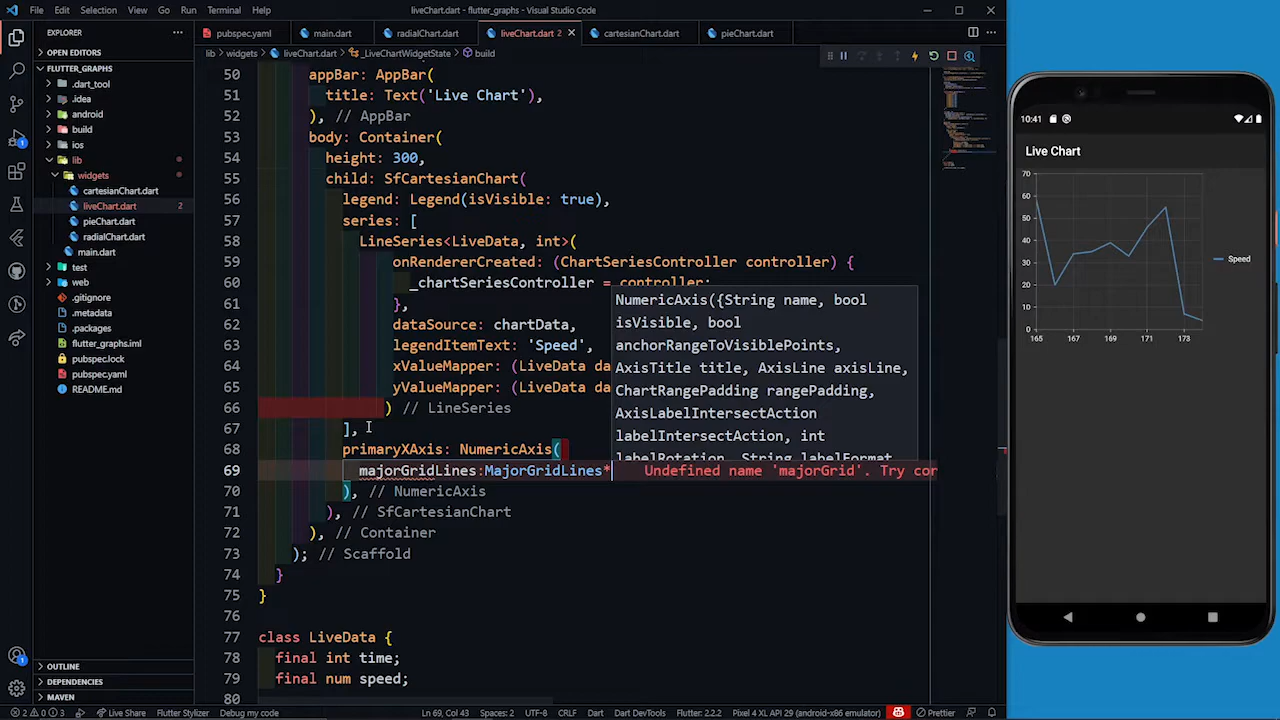 File Edit Selection View Go Run Terminal Help
liveChart.dart - flutter_graphs - Visual Studio Code
EXPLORER
OPEN EDITORS
FLUTTER_GRAPHS
.dart_tool
.idea
android
build
ios
lib
widgets
cartesianChart.dart
liveChart.dart 2
pieChart.dart
radialChart.dart
main.dart
test
web
.gitignore
.metadata
.packages
flutter_graphs.iml
pubspec.lock
pubspec.yaml
README.md
OUTLINE
DEPENDENCIES
MAVEN
pubspec.yaml main.dart radialChart.dart liveChart.dart 2 cartesianChart.dart pieChart.dart
lib > widgets > liveChart.dart > _LiveChartWidgetState > build
50 appBar: AppBar(
51 title: Text('Live Chart'),
52 ), // AppBar
53 body: Container(
54 height: 300,
55 child: SfCartesianChart(
56 legend: Legend(isVisible: true),
57 series: [
58 LineSeries<LiveData, int>(
59 onRendererCreated: (ChartSeriesController controller) {
60 _chartSeriesController = controller;
61 },
62 dataSource: chartData,
63 legendItemText: 'Speed',
64 xValueMapper: (LiveData da
65 yValueMapper: (LiveData da
66 ) // LineSeries
67 ],
68 primaryXAxis: NumericAxis(
69 majorGridLines:MajorGridLines* Undefined name 'majorGrid'. Try cor
70 ), // NumericAxis
71 ), // SfCartesianChart
72 ), // Container
73 ); // Scaffold
74 }
75 }
76
77 class LiveData {
78 final int time;
79 final num speed;
80
NumericAxis({String name, bool
isVisible, bool
anchorRangeToVisiblePoints,
AxisTitle title, AxisLine axisLine,
ChartRangePadding rangePadding,
AxisLabelIntersectAction
labelIntersectAction, int
labelRotation, String labelFormat,
10:41
Live Chart
70
60
50
40
30
20
10
0
165 167 169 171 173
Speed
2 0 3 Live Share Flutter Stylizer Debug my code
Ln 69, Col 43 Spaces: 2 UTF-8 CRLF Dart Dart DevTools Flutter: 2.2.2 Pixel 4 XL API 29 (android-x86 emulator) Prettier